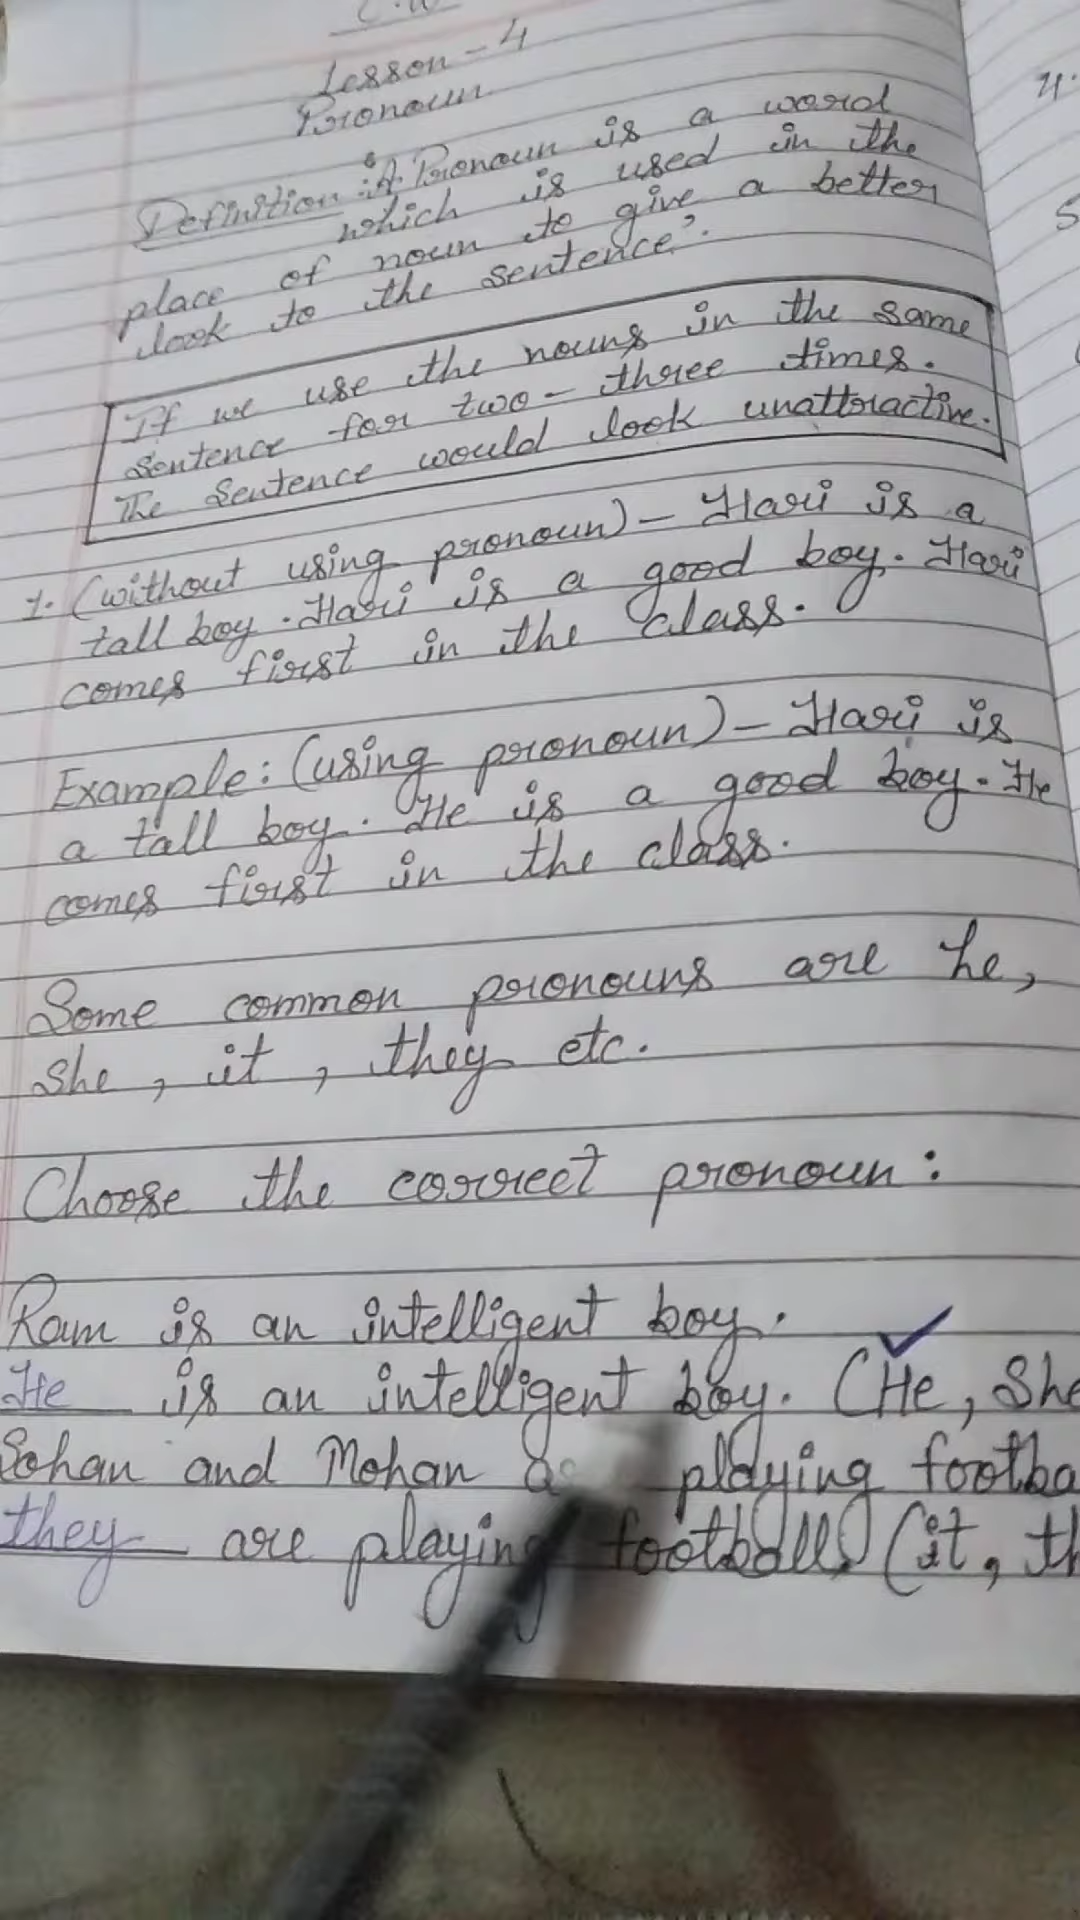 C.W
Lesson - 4
Pronoun
Definition :- A Pronoun is a word
which is used in the
place of noun to give a better
look to the sentence".
If we use the nouns in the same
sentence for two - three times.
The sentence would look unattractive.
1. (without using pronoun) - Hari is a
tall boy. Hari is a good boy. Hari
comes first in the class.
Example: (using pronoun) - Hari is
a tall boy. He is a good boy. He
comes first in the class.
Some common pronouns are he,
she, it, they etc.
Choose the correct pronoun:
Ram is an intelligent boy.
He is an intelligent boy. (He, She
Sohan and Mohan playing footba
they are playing football. (it, th
4.
5